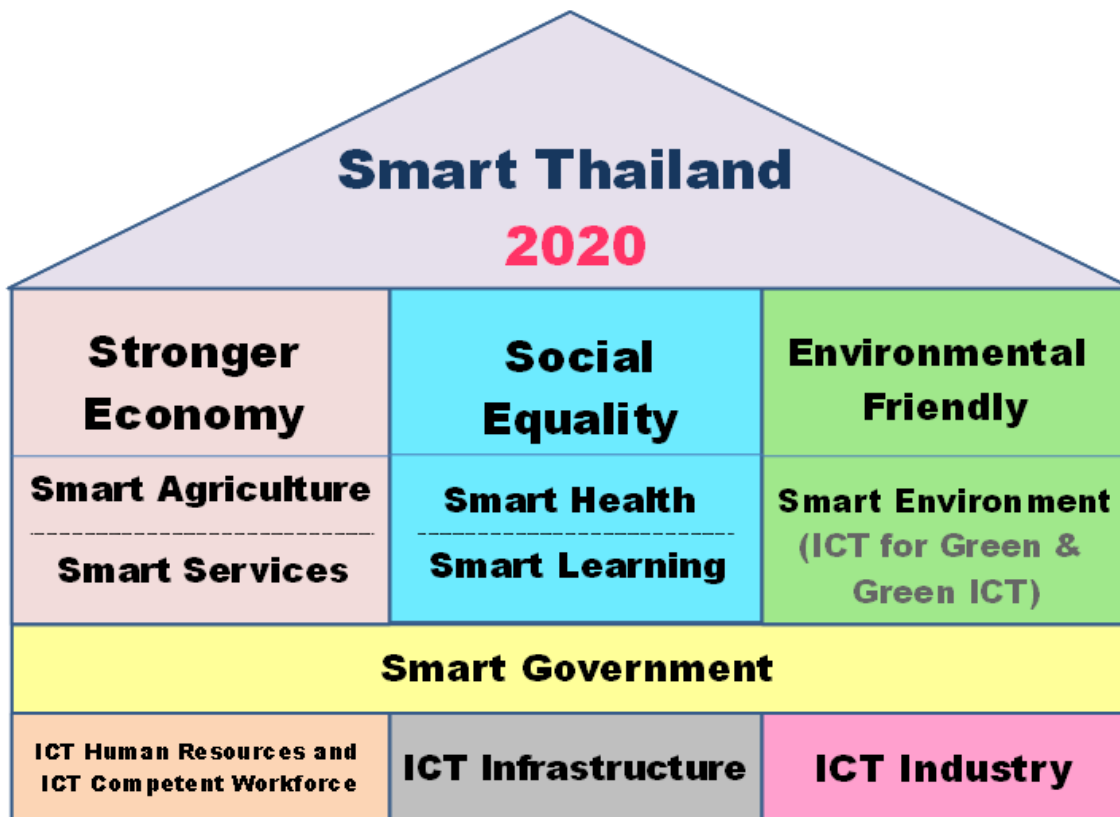 Smart Thailand
2020
Stronger
Economy
Social
Equality
Environmental
Friendly
Smart Agriculture
Smart Services
Smart Health
Smart Learning
Smart Environment
(ICT for Green &
Green ICT)
Smart Government
ICT Human Resources and
ICT Competent Workforce
ICT Infrastructure
ICT Industry